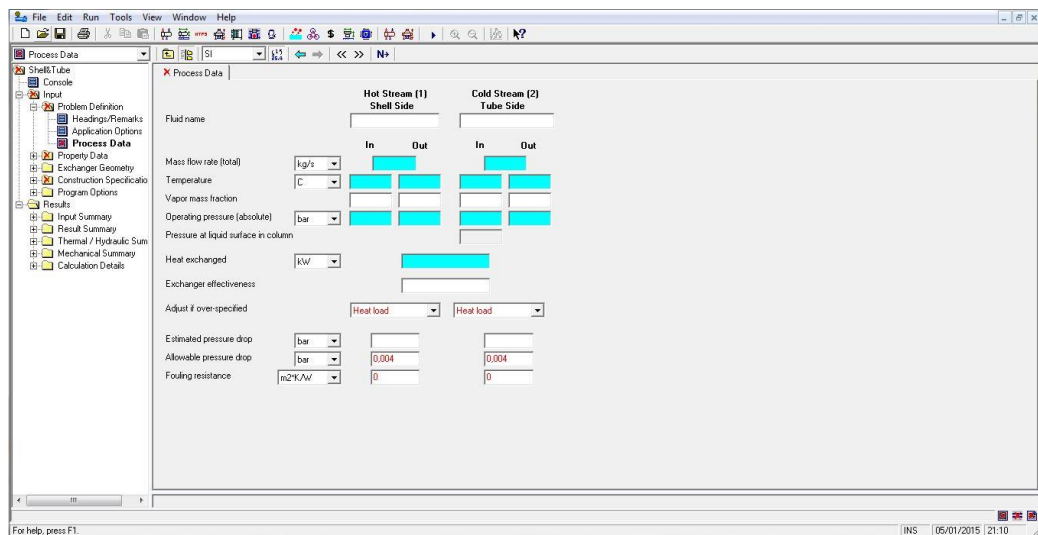 File Edit Run Tools View Window Help
Process Data SI
Shell&Tube
Console
Input
Problem Definition
Headings/Remarks
Application Options
Process Data
Property Data
Exchanger Geometry
Construction Specificatio
Program Options
Results
Input Summary
Result Summary
Thermal / Hydraulic Sum
Mechanical Summary
Calculation Details
Process Data
Hot Stream (1) Cold Stream (2)
Shell Side Tube Side
Fluid name
In Out In Out
Mass flow rate (total) kg/s
Temperature C
Vapor mass fraction
Operating pressure (absolute) bar
Pressure at liquid surface in column
Heat exchanged kW
Exchanger effectiveness
Adjust if over-specified Heat load Heat load
Estimated pressure drop bar
Allowable pressure drop bar 0,004 0,004
Fouling resistance m2*K/W 0 0
For help, press F1. INS 05/01/2015 21:10